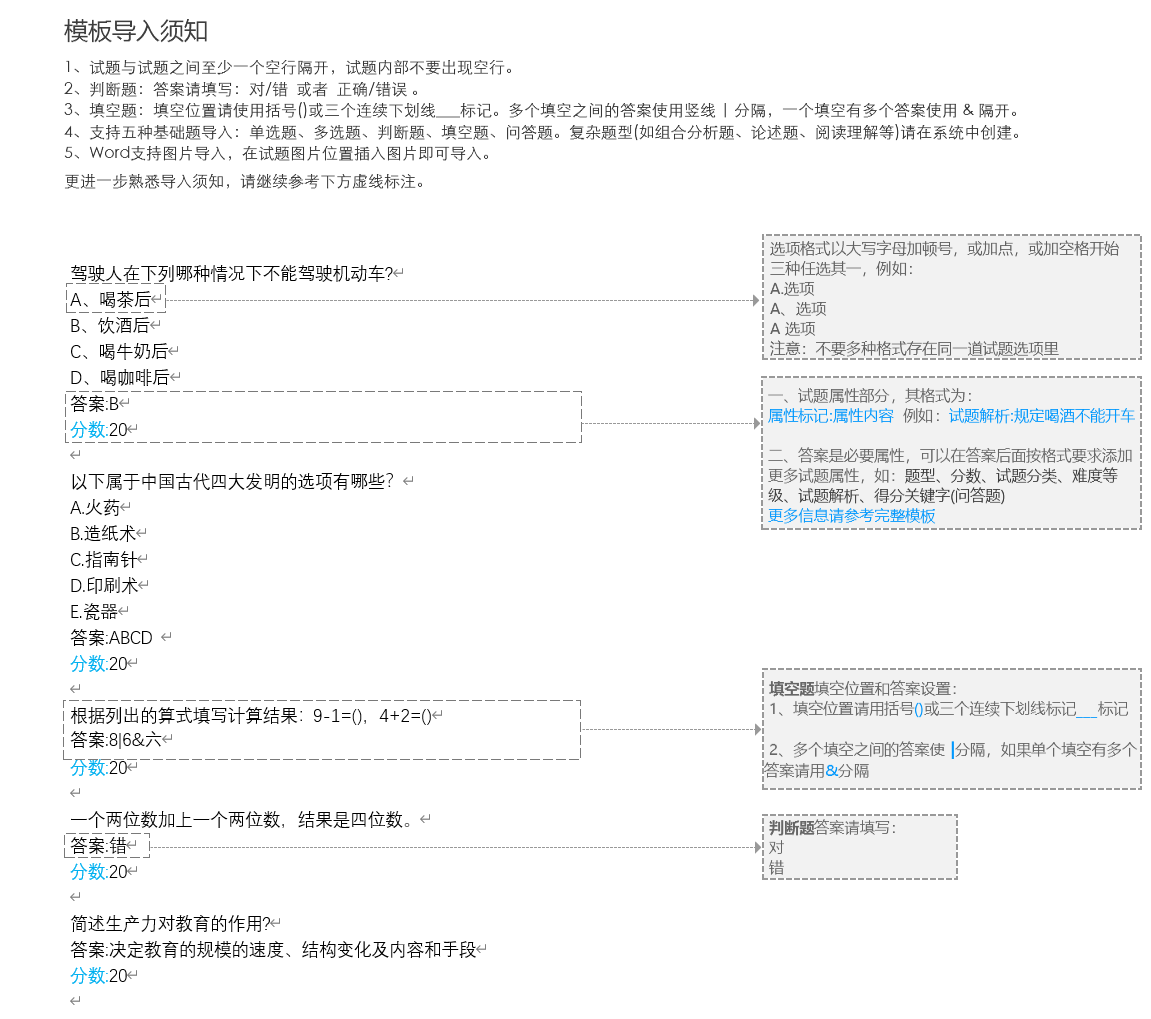 模板导入须知
1、试题与试题之间至少一个空行隔开，试题内部不要出现空行。
2、判断题：答案请填写：对/错 或者 正确/错误 。
3、填空题：填空位置请使用括号()或三个连续下划线___标记。多个填空之间的答案使用竖线 | 分隔，一个填空有多个答案使用 & 隔开。
4、支持五种基础题导入：单选题、多选题、判断题、填空题、问答题。复杂题型(如组合分析题、论述题、阅读理解等)请在系统中创建。
5、Word支持图片导入，在试题图片位置插入图片即可导入。
更进一步熟悉导入须知，请继续参考下方虚线标注。
驾驶人在下列哪种情况下不能驾驶机动车?↵
A、喝茶后↵
B、饮酒后↵
C、喝牛奶后↵
D、喝咖啡后↵
答案:B↵
分数:20↵
↵
以下属于中国古代四大发明的选项有哪些？↵
A.火药↵
B.造纸术↵
C.指南针↵
D.印刷术↵
E.瓷器↵
答案:ABCD ↵
分数:20↵
↵
根据列出的算式填写计算结果：9-1=()，4+2=()↵
答案:8|6&六↵
分数:20↵
↵
一个两位数加上一个两位数，结果是四位数。↵
答案:错↵
分数:20↵
↵
简述生产力对教育的作用?↵
答案:决定教育的规模的速度、结构变化及内容和手段↵
分数:20↵
↵
选项格式以大写字母加顿号，或加点，或加空格开始
三种任选其一，例如：
A.选项
A、选项
A 选项
注意：不要多种格式存在同一道试题选项里
一、试题属性部分，其格式为：
属性标记:属性内容 例如：试题解析:规定喝酒不能开车
二、答案是必要属性，可以在答案后面按格式要求添加
更多试题属性，如：题型、分数、试题分类、难度等
级、试题解析、得分关键字(问答题)
更多信息请参考完整模板
填空题填空位置和答案设置：
1、填空位置请用括号()或三个连续下划线标记___标记
2、多个填空之间的答案使 |分隔，如果单个填空有多个
答案请用&分隔
判断题答案请填写：
对
错